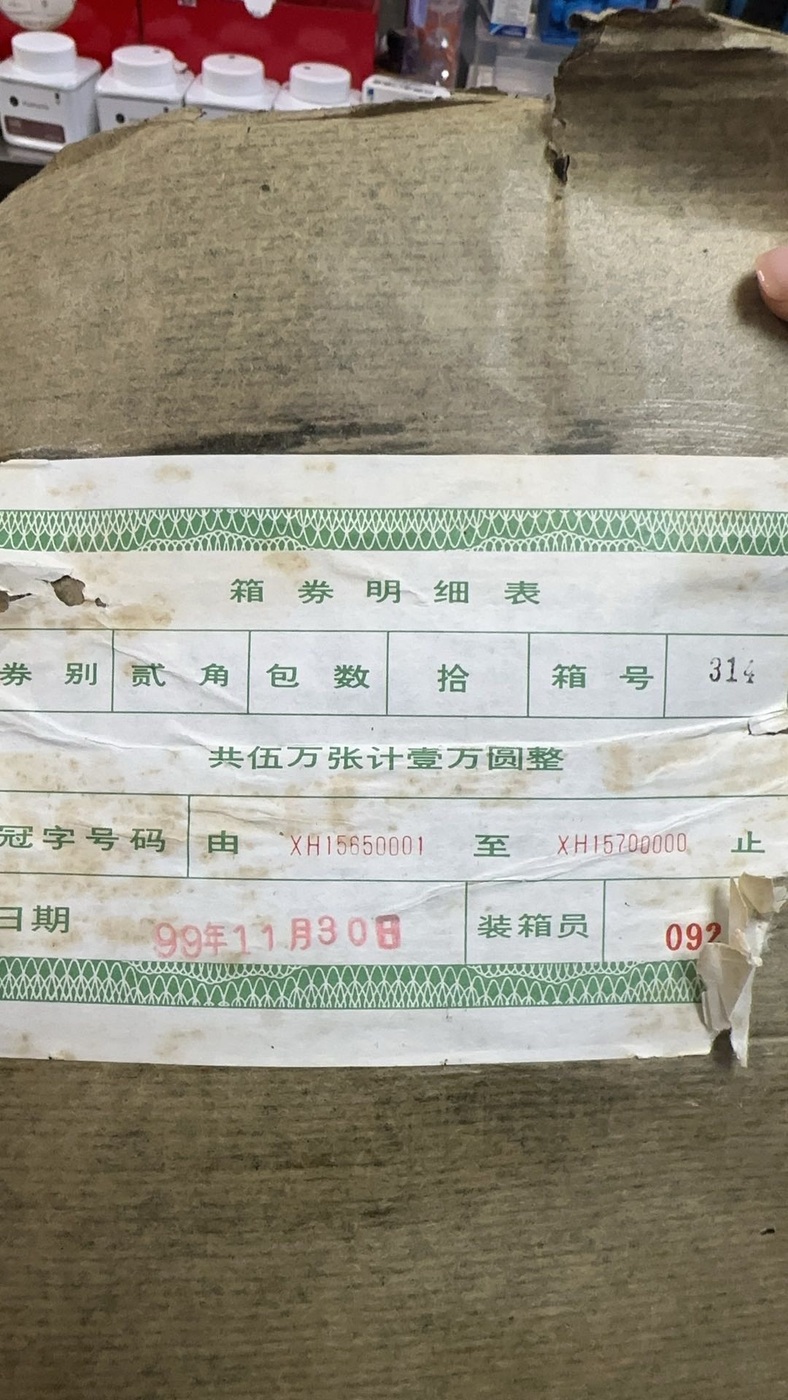 箱券明细表
券别 贰角 包数 拾 箱号 314
共伍万张计壹万圆整
冠字号码 由 XH15650001 至 XH15700000 止
日期 99年11月30日 装箱员 092